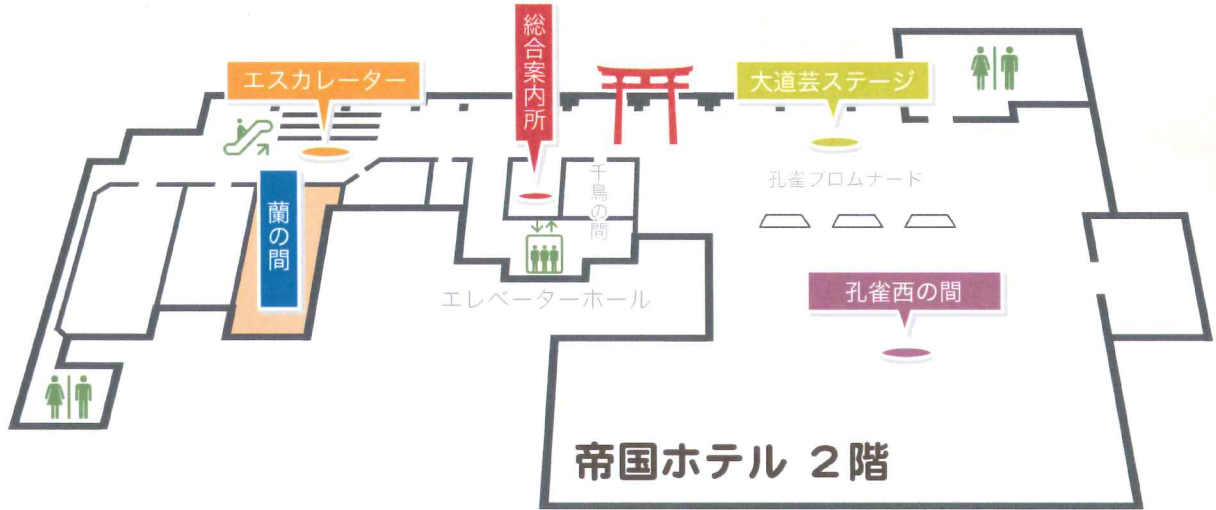 エスカレーター
総合案内所
大道芸ステージ
蘭の間
千鳥の間
孔雀プロムナード
エレベーターホール
孔雀西の間
帝国ホテル 2階